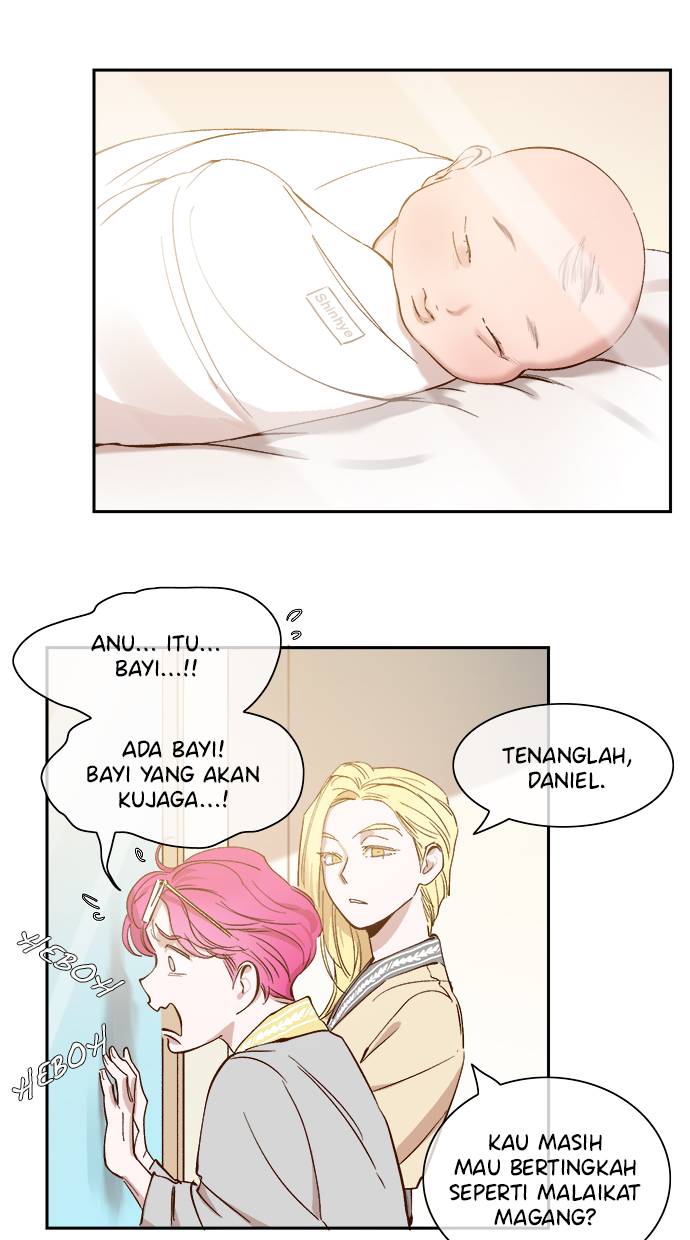 Shinhye
ANU... ITU...
BAYI...!!
ADA BAYI!
BAYI YANG AKAN
KUJAGA...!
TENANGLAH,
DANIEL.
HEBOH
HEBOH
KAU MASIH
MAU BERTINGKAH
SEPERTI MALAIKAT
MAGANG?